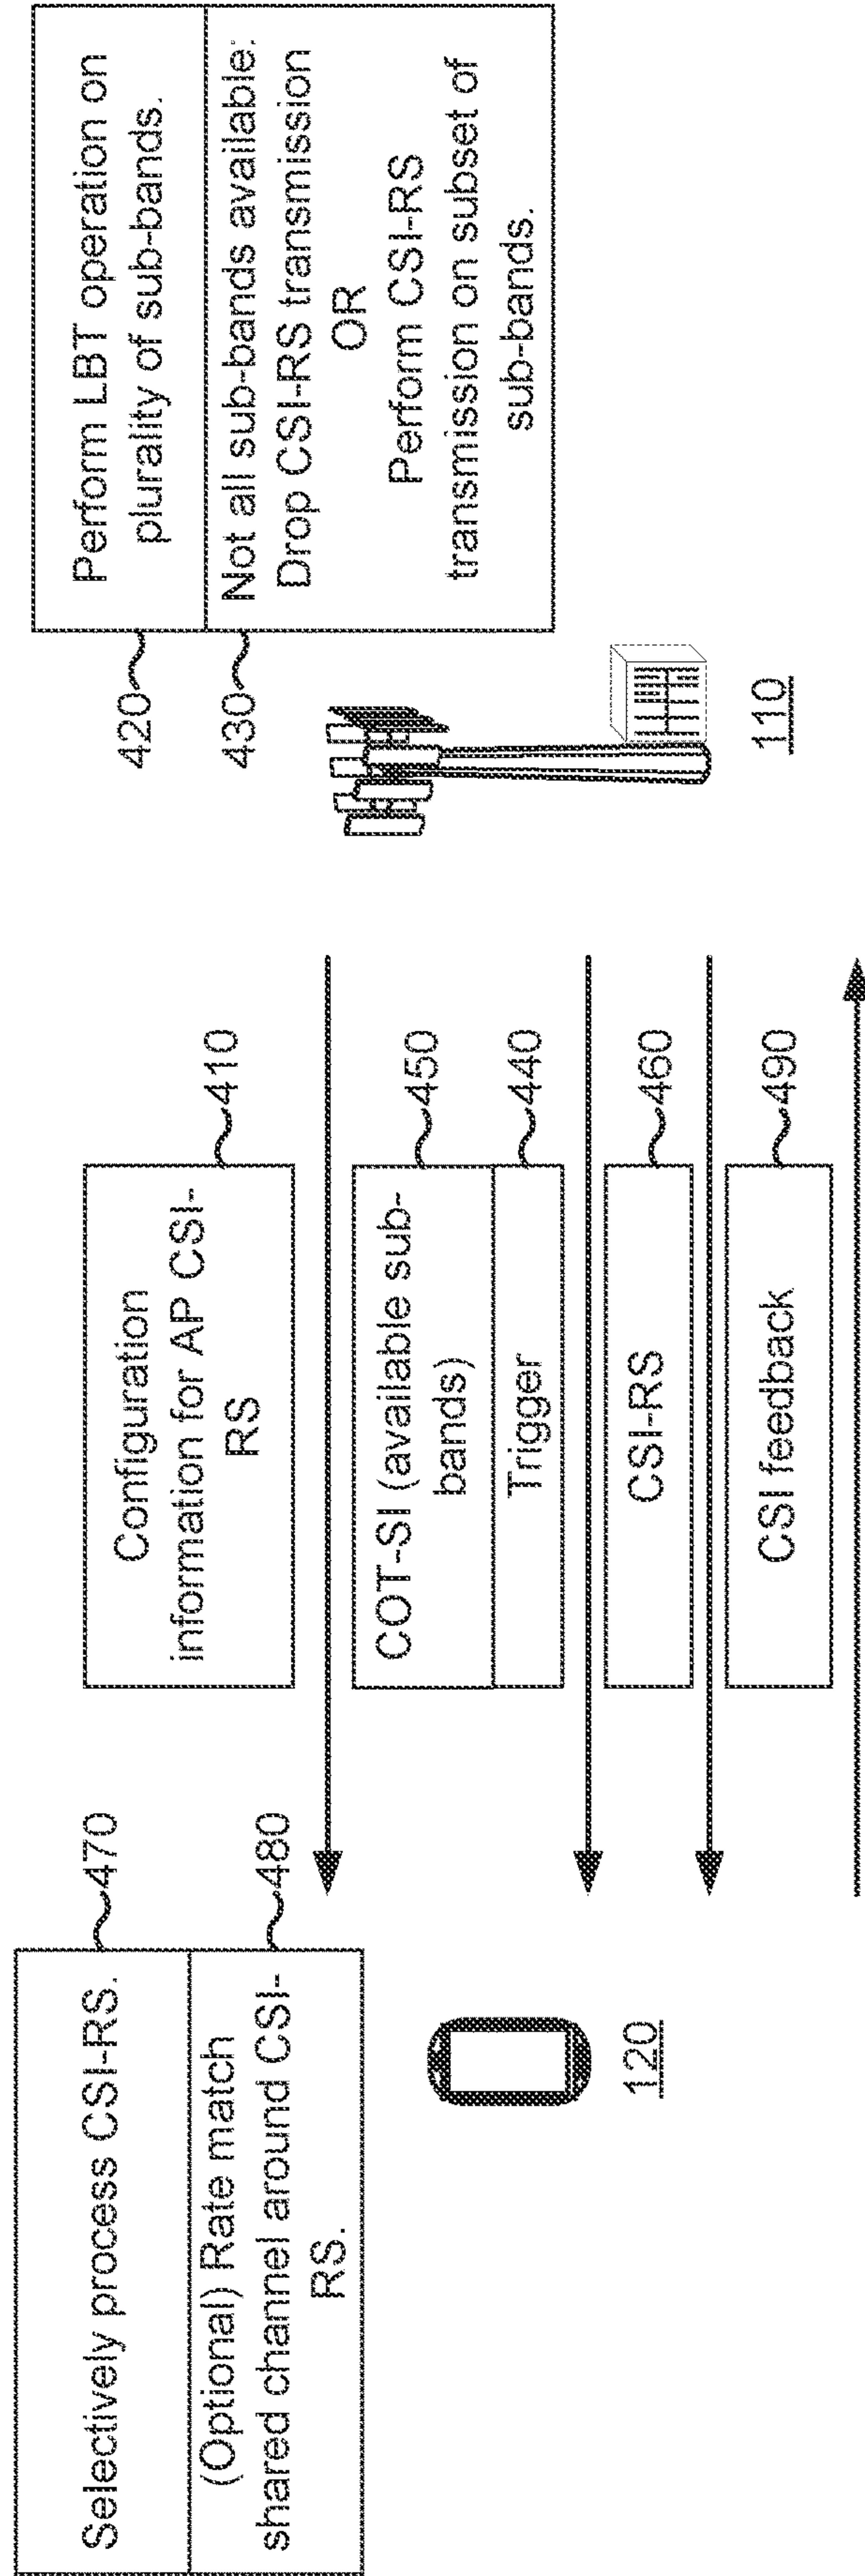 Selectively process CSI-RS.
470
(Optional) Rate match
shared channel around CSI-
RS.
480
120
Configuration
information for AP CSI-
RS
410
COT-SI (available sub-
bands)
450
Trigger
440
CSI-RS
460
CSI feedback
490
Perform LBT operation on
plurality of sub-bands.
420
Not all sub-bands available:
Drop CSI-RS transmission
OR
Perform CSI-RS
transmission on subset of
sub-bands.
430
110